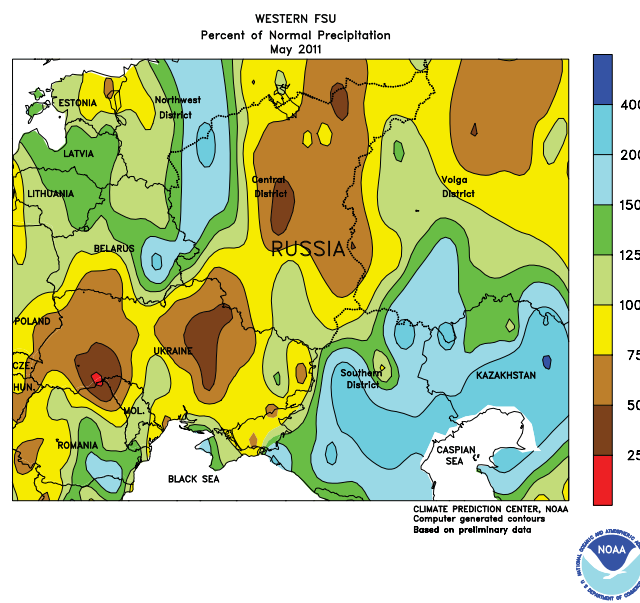 WESTERN FSU
Percent of Normal Precipitation
May 2011
ESTONIA
Northwest
District
LATVIA
LITHUANIA
Central
District
Volga
District
BELARUS
RUSSIA
POLAND
UKRAINE
CZE.
HUN.
MOL.
Southern
District
KAZAKHSTAN
ROMANIA
CASPIAN
SEA
BLACK SEA
400
200
150
125
100
75
50
25
CLIMATE PREDICTION CENTER, NOAA
Computer generated contours
Based on preliminary data
NOAA